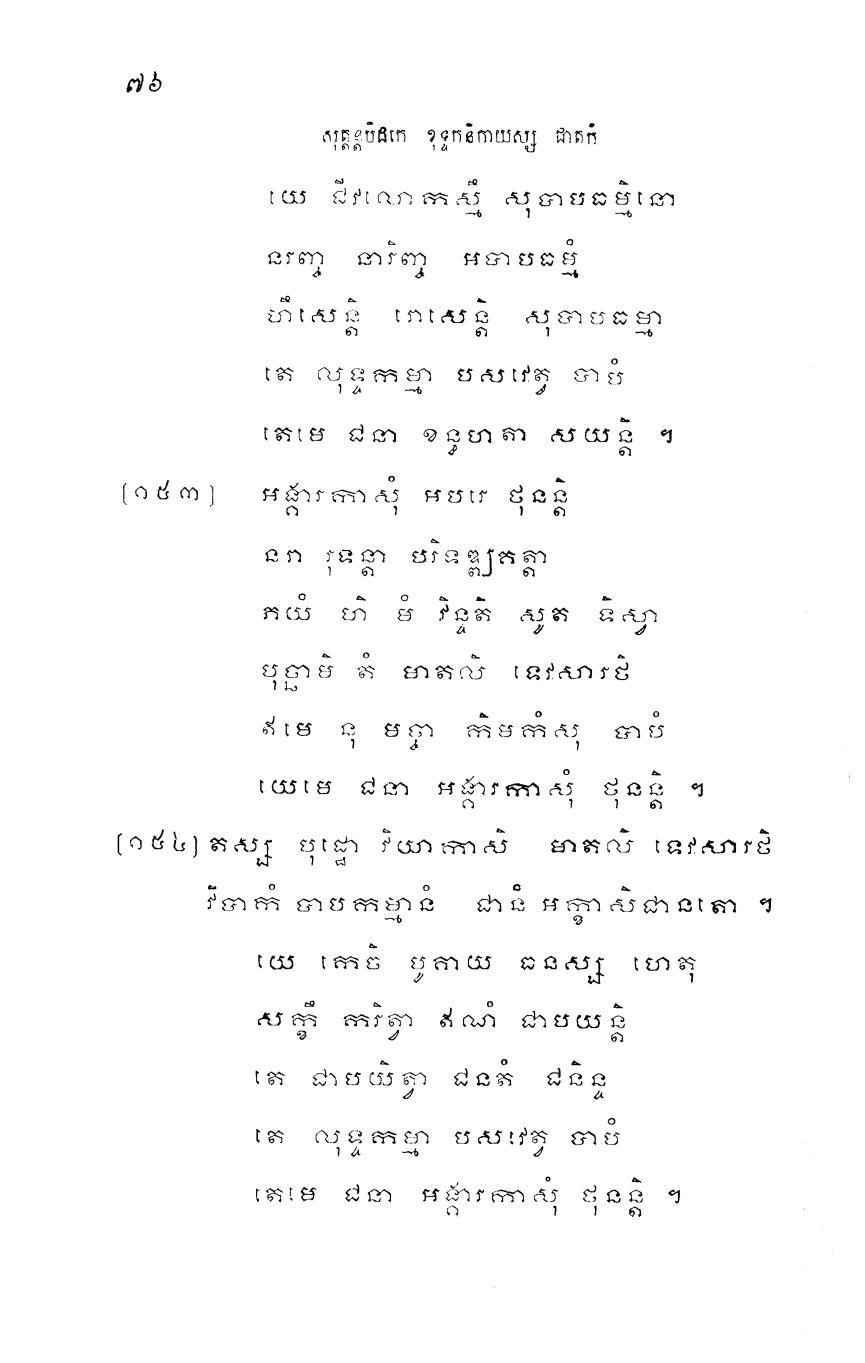 ៧៦
សុត្តន្តបិដកេ ខុទ្ទកនិកាយស្ស ជាតកំ
យេ ជីវលោកស្មឹ សុបាបធម្មិនោ
នរញ្ច នារិញ្ច អបាបធម្មំ
ហឹសេន្តិ រោសេន្តិ សុបាបធម្មា
តេ លុទ្ទកម្មា បសវេត្វ បាបំ
តេមេ ជនា ខន្ធហតា សយន្តិ ។
(១៥៣) អង្គារកាសុំ អបរេ ថុនន្តិ
នរា រុទន្តា បរិទឌ្ឍគត្តា
ភយំ ហិ មំ វិន្ទតិ សូត ទិស្វា
បុច្ឆាមិ តំ មាតលិ ទេវសារថិ
ឥមេ នុ មច្ចា កិមកំសុ បាបំ
យេមេ ជនា អង្គារកាសុំ ថុនន្តិ ។
(១៥៤) តស្ស បុដ្ឋោ វិយាកាសិ មាតលិ ទេវសារថិ
វិបាកំ បាបកម្មានំ ជានំ អក្ខាសិជានតោ ។
យេ កេចិ បូគាយ ធនស្ស ហេតុ
សក្ខឹ ករិត្វា ឥណំ ជាបយន្តិ
តេ ជាបយិត្វា ជនតំ ជនិន្ទ
តេ លុទ្ទកម្មា បសវេត្វ បាបំ
តេមេ ជនា អង្គារកាសុំ ថុនន្តិ ។